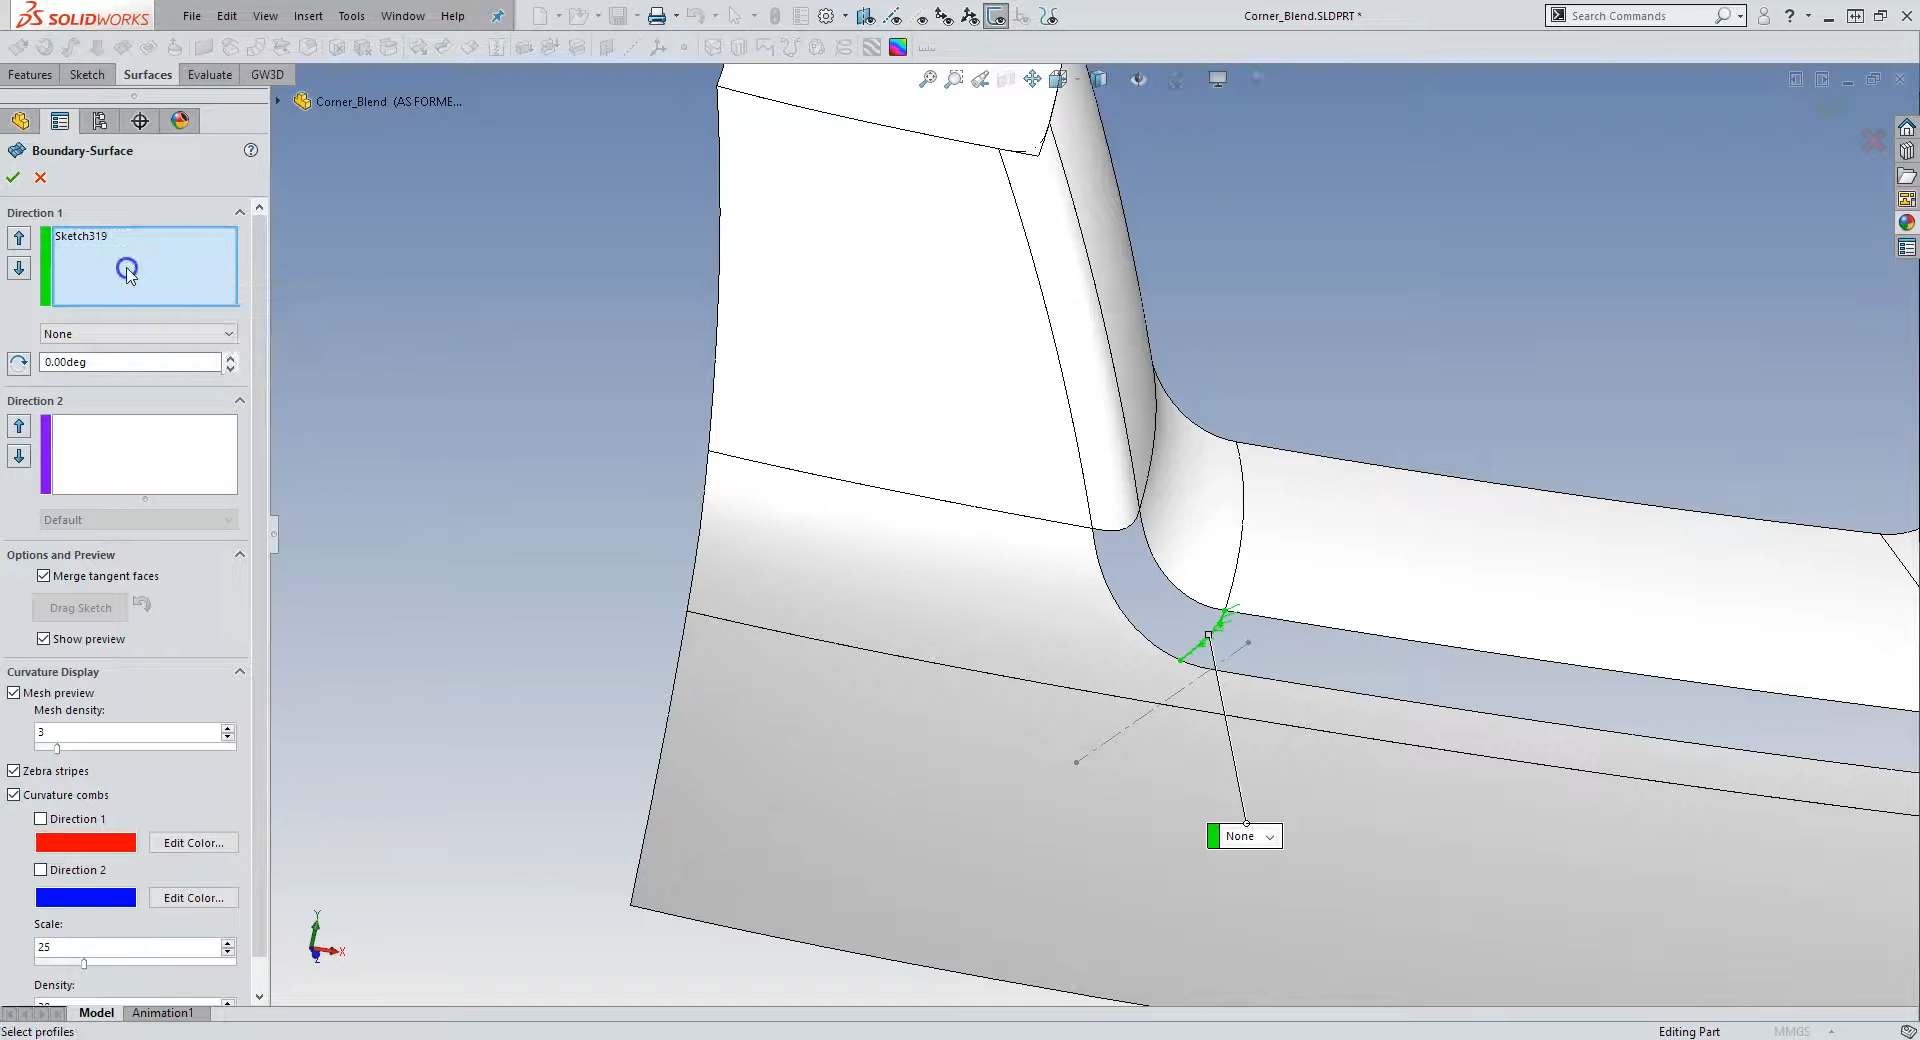 SOLIDWORKS
File Edit View Insert Tools Window Help
Corner_Blend.SLDPRT *
Search Commands
Features Sketch Surfaces Evaluate GW3D
Corner_Blend (AS FORME...
Boundary-Surface
Direction 1
Sketch319
None
0.00deg
Direction 2
Default
Options and Preview
Merge tangent faces
Drag Sketch
Show preview
Curvature Display
Mesh preview
Mesh density:
3
Zebra stripes
Curvature combs
Direction 1
Edit Color...
Direction 2
Edit Color...
Scale:
25
Density:
None
Y
X
Z
Model Animation1
Select profiles
Editing Part
MMGS